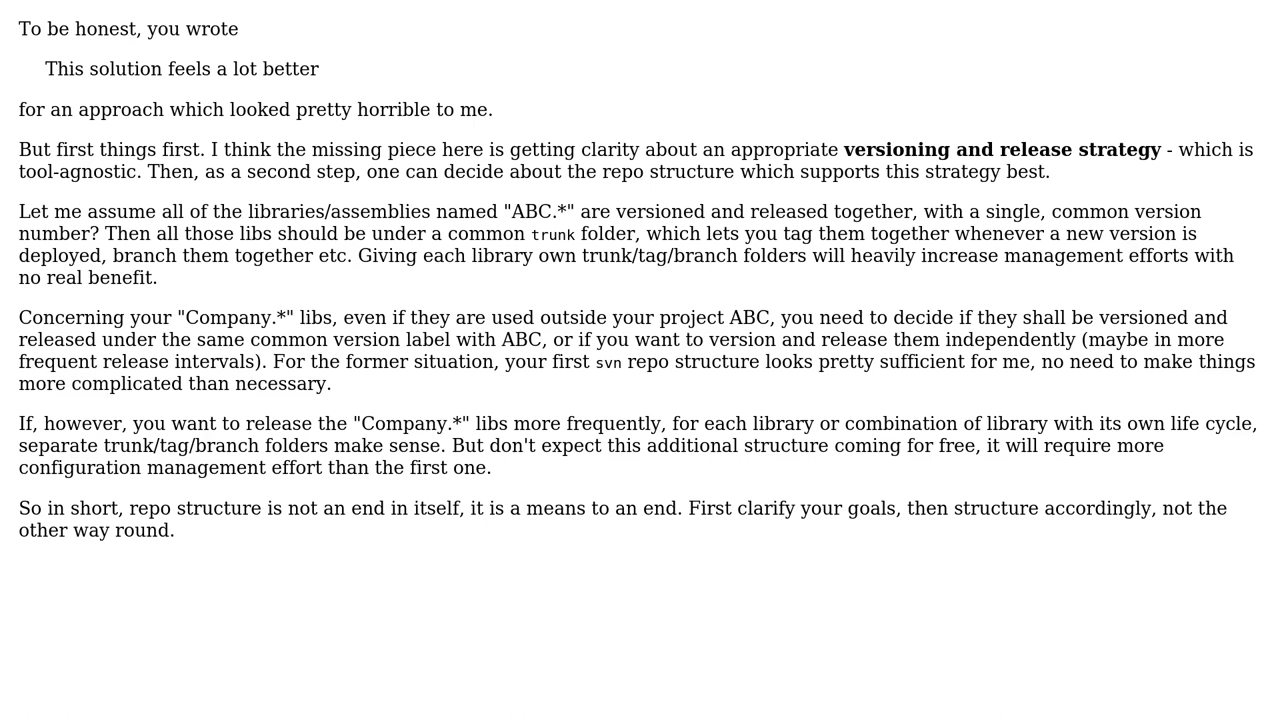 To be honest, you wrote
This solution feels a lot better
for an approach which looked pretty horrible to me.
But first things first. I think the missing piece here is getting clarity about an appropriate versioning and release strategy - which is
tool-agnostic. Then, as a second step, one can decide about the repo structure which supports this strategy best.
Let me assume all of the libraries/assemblies named "ABC.*" are versioned and released together, with a single, common version
number? Then all those libs should be under a common trunk folder, which lets you tag them together whenever a new version is
deployed, branch them together etc. Giving each library own trunk/tag/branch folders will heavily increase management efforts with
no real benefit.
Concerning your "Company.*" libs, even if they are used outside your project ABC, you need to decide if they shall be versioned and
released under the same common version label with ABC, or if you want to version and release them independently (maybe in more
frequent release intervals). For the former situation, your first svn repo structure looks pretty sufficient for me, no need to make things
more complicated than necessary.
If, however, you want to release the "Company.*" libs more frequently, for each library or combination of library with its own life cycle,
separate trunk/tag/branch folders make sense. But don't expect this additional structure coming for free, it will require more
configuration management effort than the first one.
So in short, repo structure is not an end in itself, it is a means to an end. First clarify your goals, then structure accordingly, not the
other way round.